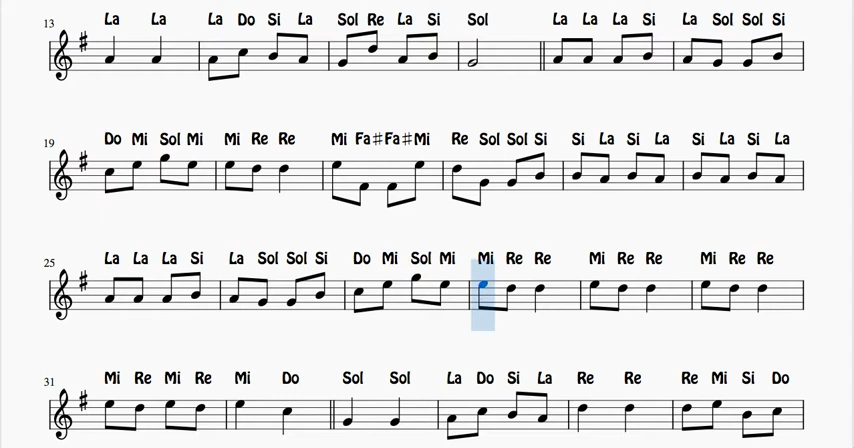 La La La Do Si La Sol Re La Si Sol La La La Si La Sol Sol Si
13
Do Mi Sol Mi Mi Re Re Mi Fa♯ Fa♯ Mi Re Sol Sol Si Si La Si La Si La Si La
19
La La La Si La Sol Sol Si Do Mi Sol Mi Mi Re Re Mi Re Re Mi Re Re
25
Mi Re Mi Re Mi Do Sol Sol La Do Si La Re Re Re Mi Si Do
31